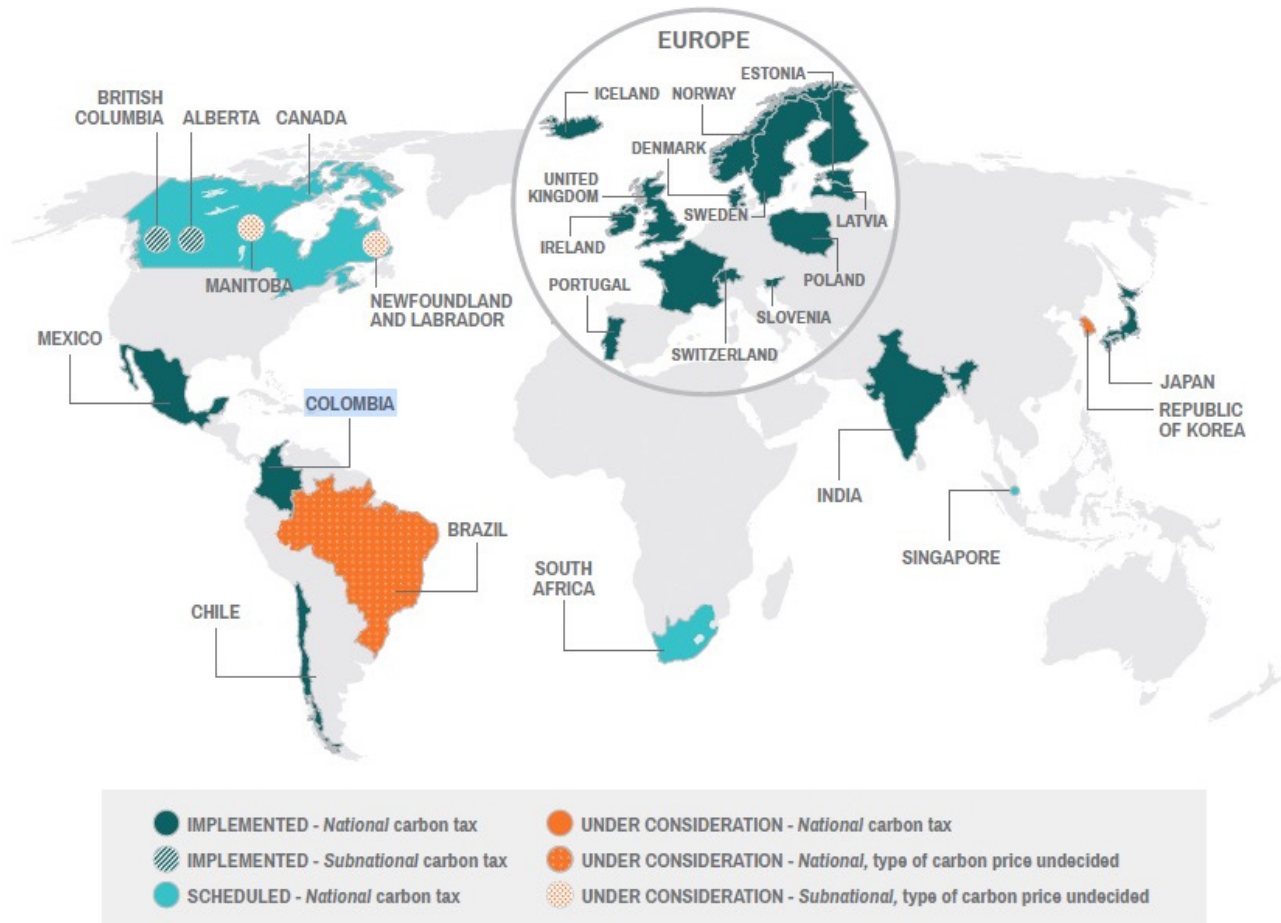 EUROPE
ESTONIA
ICELAND
NORWAY
BRITISH
COLUMBIA
ALBERTA
CANADA
DENMARK
UNITED
KINGDOM
SWEDEN
LATVIA
IRELAND
POLAND
PORTUGAL
MANITOBA
NEWFOUNDLAND
AND LABRADOR
SLOVENIA
SWITZERLAND
MEXICO
JAPAN
COLOMBIA
REPUBLIC
OF KOREA
INDIA
BRAZIL
SINGAPORE
SOUTH
AFRICA
CHILE
IMPLEMENTED - National carbon tax
IMPLEMENTED - Subnational carbon tax
SCHEDULED - National carbon tax
UNDER CONSIDERATION - National carbon tax
UNDER CONSIDERATION - National, type of carbon price undecided
UNDER CONSIDERATION - Subnational, type of carbon price undecided